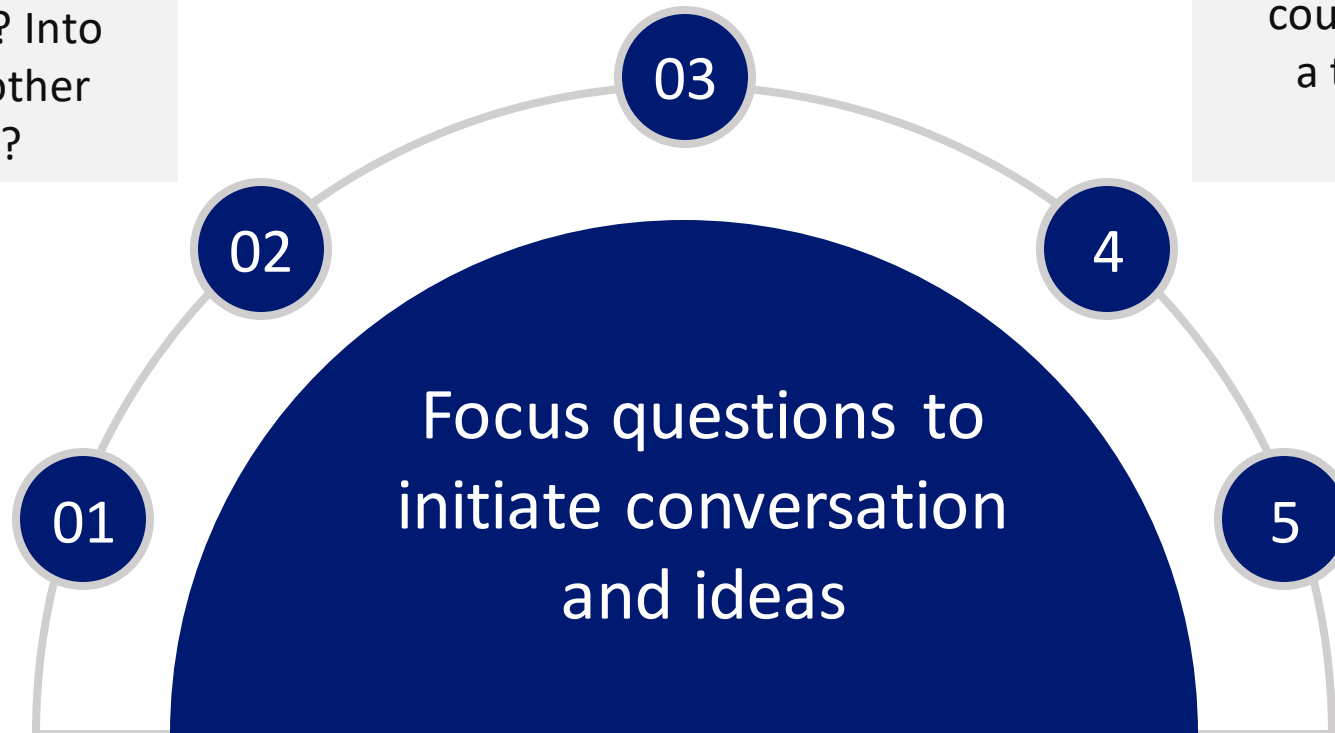 ? Into
other
?
cou
a
03
02
4
01
5
Focus questions to
initiate conversation
and ideas